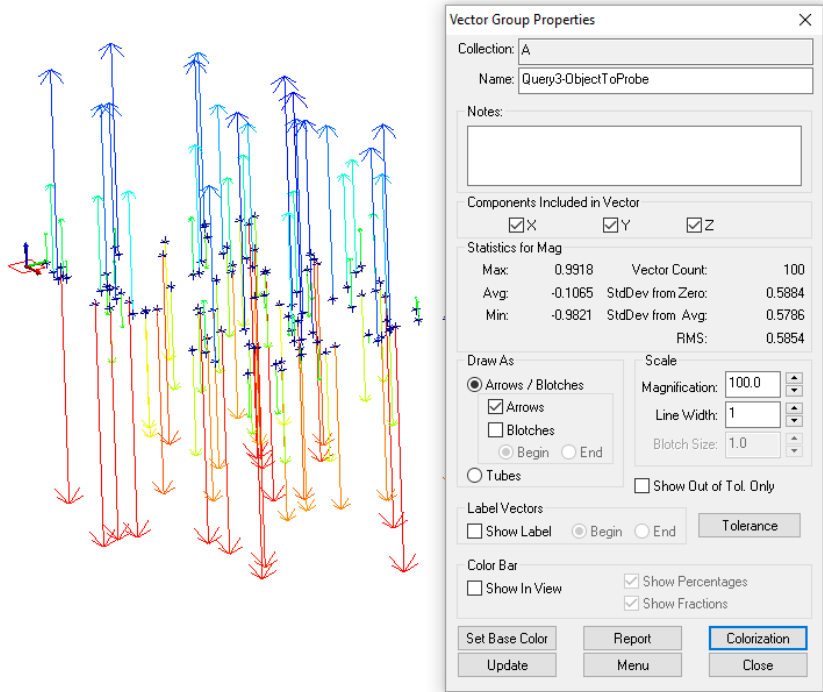 Vector Group Properties
Collection: A
Name: Query3-ObjectToProbe
Notes:
Components Included in Vector
X Y Z
Statistics for Mag
Max: 0.9918 Vector Count: 100
Avg: -0.1065 StdDev from Zero: 0.5884
Min: -0.9821 StdDev from Avg: 0.5786
RMS: 0.5854
Draw As
Arrows / Blotches
Arrows
Blotches
Begin End
Tubes
Scale
Magnification: 100.0
Line Width: 1
Blotch Size: 1.0
Show Out of Tol. Only
Label Vectors
Show Label Begin End
Tolerance
Color Bar
Show In View
Show Percentages
Show Fractions
Set Base Color Report Colorization
Update Menu Close